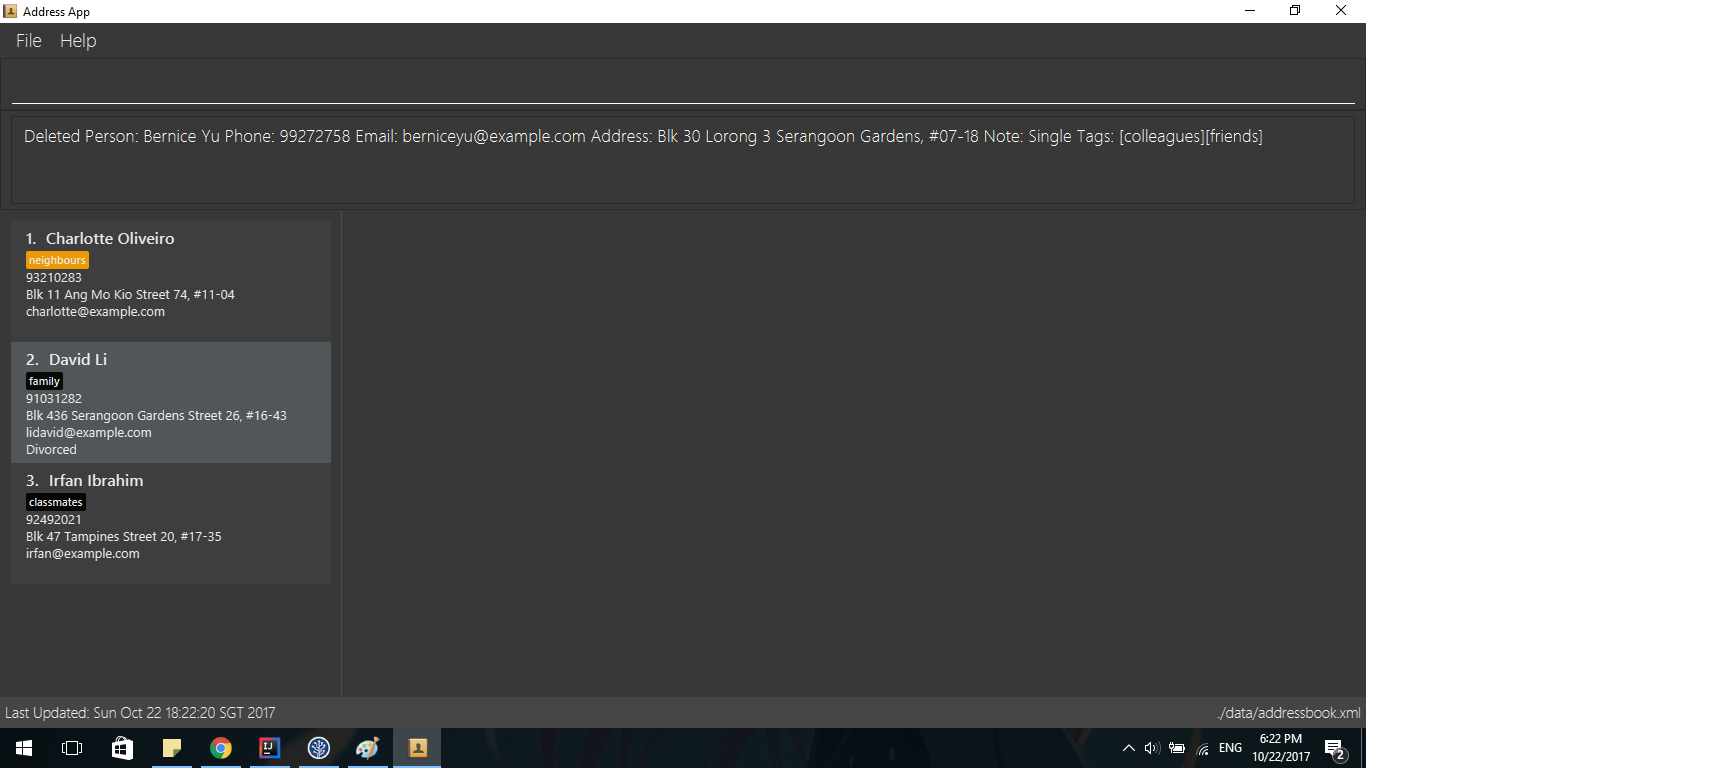 Address App
File Help
Deleted Person: Bernice Yu Phone: 99272758 Email: berniceyu@example.com Address: Blk 30 Lorong 3 Serangoon Gardens, #07-18 Note: Single Tags: [colleagues][friends]
1. Charlotte Oliveiro
neighbours
93210283
Blk 11 Ang Mo Kio Street 74, #11-04
charlotte@example.com
2. David Li
family
91031282
Blk 436 Serangoon Gardens Street 26, #16-43
lidavid@example.com
Divorced
3. Irfan Ibrahim
classmates
92492021
Blk 47 Tampines Street 20, #17-35
irfan@example.com
Last Updated: Sun Oct 22 18:22:20 SGT 2017
./data/addressbook.xml
IJ
ENG
6:22 PM
10/22/2017
2